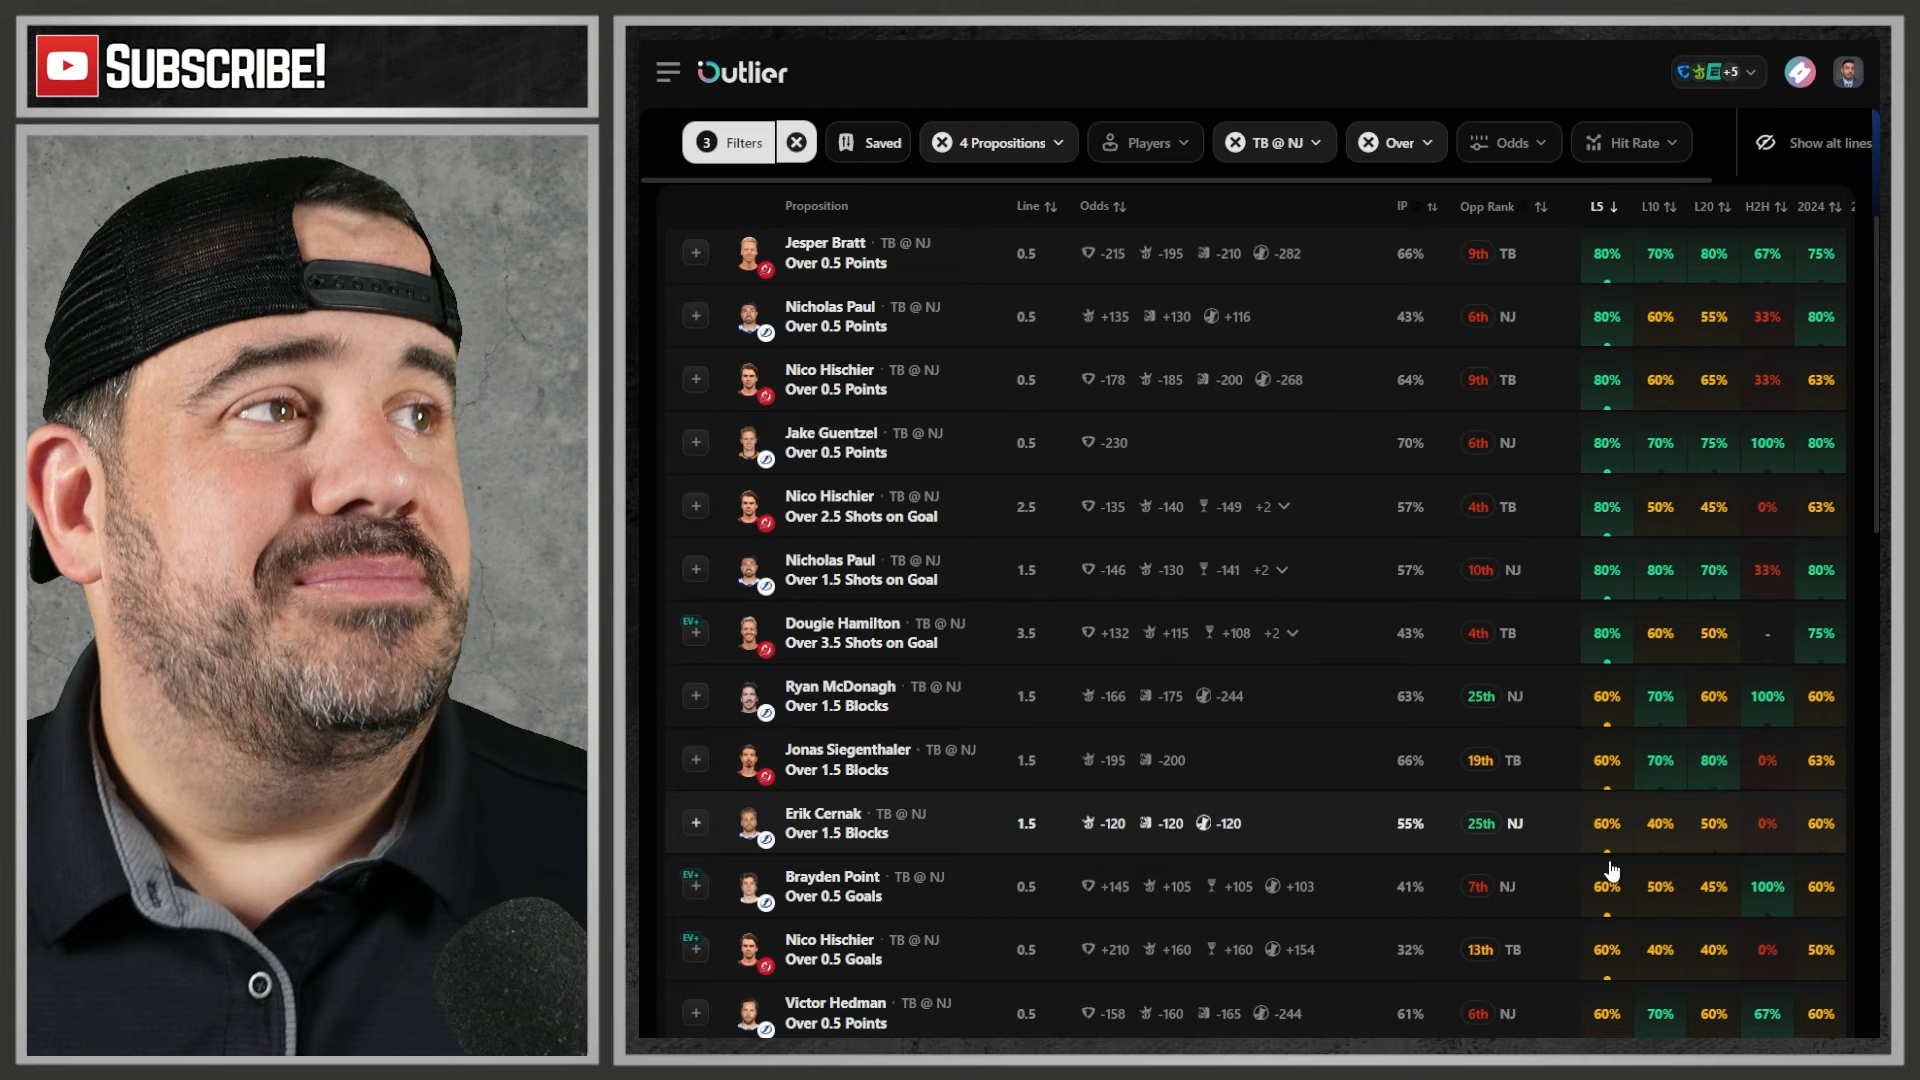 SUBSCRIBE!
Outlier
+5
3 Filters
Saved
4 Propositions
Players
TB @ NJ
Over
Odds
Hit Rate
Show alt lines
Proposition Line Odds IP Opp Rank L5 L10 L20 H2H 2024 2
Jesper Bratt · TB @ NJ
Over 0.5 Points
0.5 -215 -195 -210 -282 66% 9th TB 80% 70% 80% 67% 75%
Nicholas Paul · TB @ NJ
Over 0.5 Points
0.5 +135 +130 +116 43% 6th NJ 80% 60% 55% 33% 80%
Nico Hischier · TB @ NJ
Over 0.5 Points
0.5 -178 -185 -200 -268 64% 9th TB 80% 60% 65% 33% 63%
Jake Guentzel · TB @ NJ
Over 0.5 Points
0.5 -230 70% 6th NJ 80% 70% 75% 100% 80%
Nico Hischier · TB @ NJ
Over 2.5 Shots on Goal
2.5 -135 -140 -149 +2 57% 4th TB 80% 50% 45% 0% 63%
Nicholas Paul · TB @ NJ
Over 1.5 Shots on Goal
1.5 -146 -130 -141 +2 57% 10th NJ 80% 80% 70% 33% 80%
EV+
Dougie Hamilton · TB @ NJ
Over 3.5 Shots on Goal
3.5 +132 +115 +108 +2 43% 4th TB 80% 60% 50% - 75%
Ryan McDonagh · TB @ NJ
Over 1.5 Blocks
1.5 -166 -175 -244 63% 25th NJ 60% 70% 60% 100% 60%
Jonas Siegenthaler · TB @ NJ
Over 1.5 Blocks
1.5 -195 -200 66% 19th TB 60% 70% 80% 0% 63%
Erik Cernak · TB @ NJ
Over 1.5 Blocks
1.5 -120 -120 -120 55% 25th NJ 60% 40% 50% 0% 60%
EV+
Brayden Point · TB @ NJ
Over 0.5 Goals
0.5 +145 +105 +105 +103 41% 7th NJ 60% 50% 45% 100% 60%
EV+
Nico Hischier · TB @ NJ
Over 0.5 Goals
0.5 +210 +160 +160 +154 32% 13th TB 60% 40% 40% 0% 50%
Victor Hedman · TB @ NJ
Over 0.5 Points
0.5 -158 -160 -165 -244 61% 6th NJ 60% 70% 60% 67% 60%